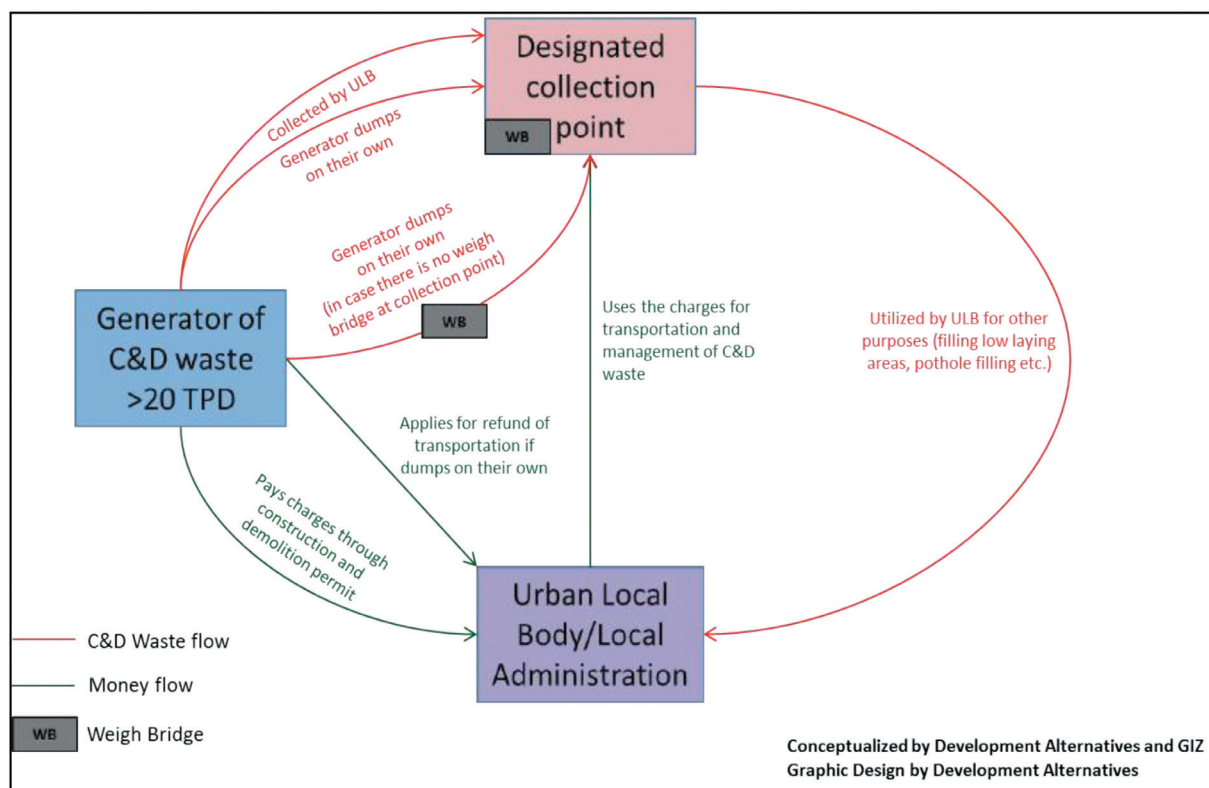 Designated
collection
point
WB
Collected by ULB
Generator dumps
on their own
Generator dumps
on their own
(in case there is no weigh
bridge at collection point)
WB
Generator of
C&D waste
>20 TPD
Uses the charges for
transportation and
management of C&D
waste
Utilized by ULB for other
purposes (filling low laying
areas, pothole filling etc.)
Applies for refund of
transportation if
dumps on their own
Pays charges through
construction and
demolition permit
Urban Local
Body/Local
Administration
C&D Waste flow
Money flow
WB
Weigh Bridge
Conceptualized by Development Alternatives and GIZ
Graphic Design by Development Alternatives